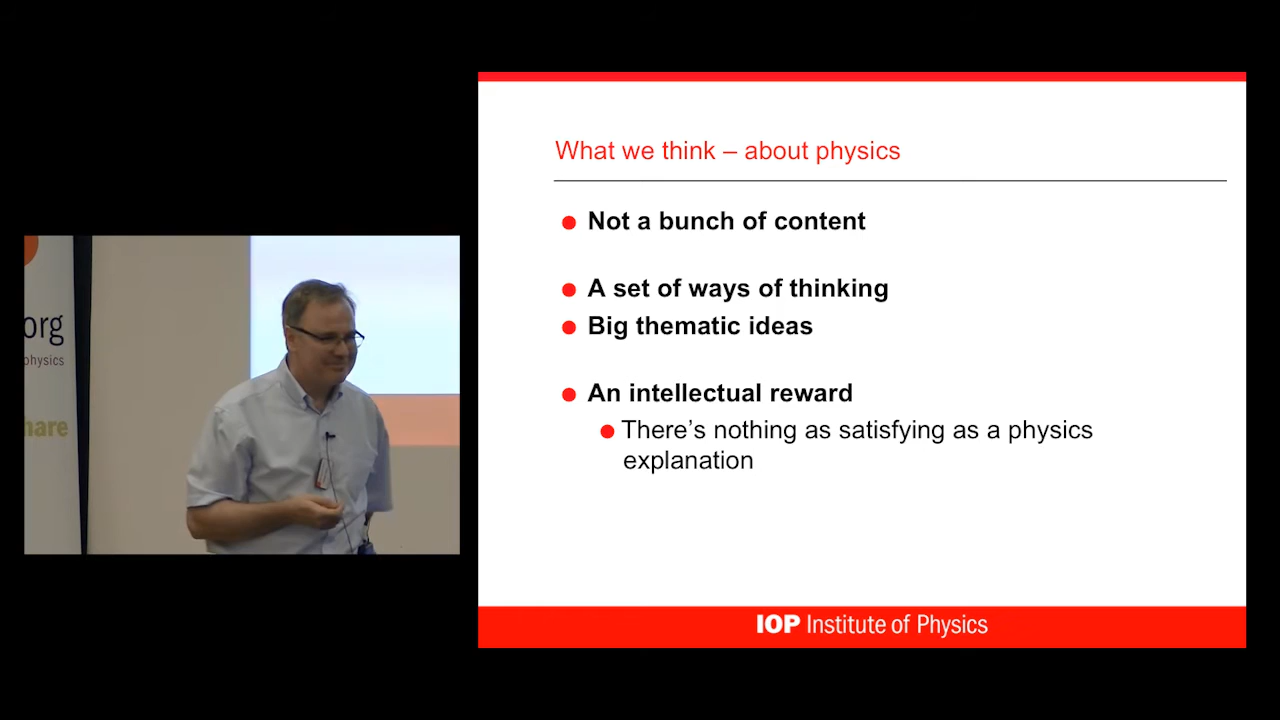 What we think – about physics
● Not a bunch of content
● A set of ways of thinking
● Big thematic ideas
● An intellectual reward
● There's nothing as satisfying as a physics
explanation
IOP Institute of Physics
org
physics
hare